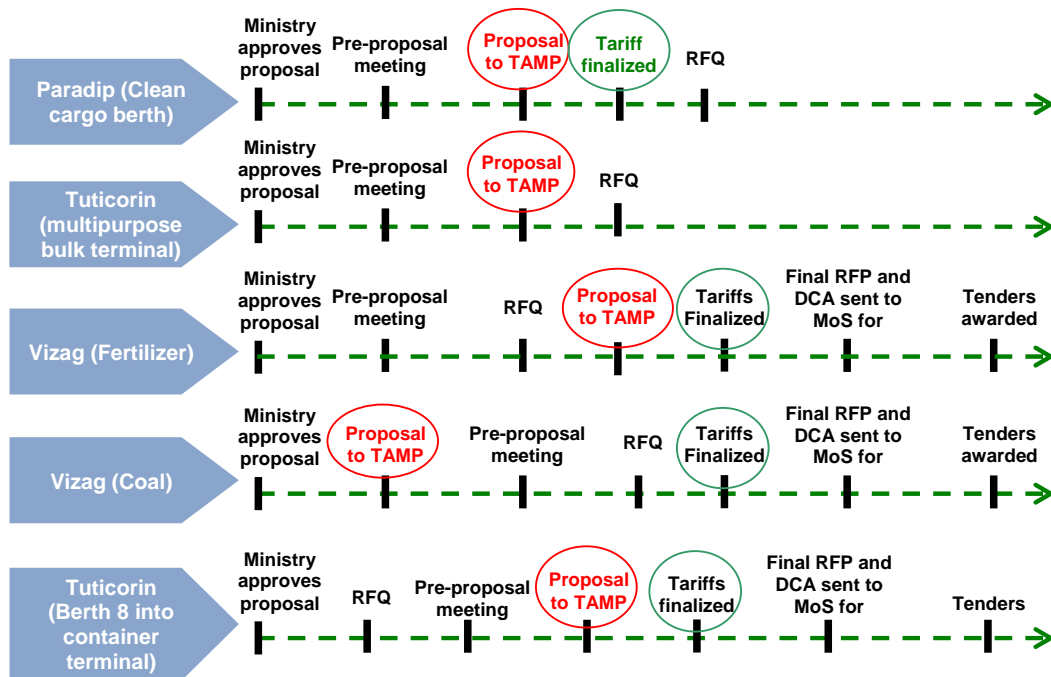 Paradip (Clean
cargo berth)
Ministry
approves
proposal
Pre-proposal
meeting
Proposal
to TAMP
Tariff
finalized
RFQ
Tuticorin
(multipurpose
bulk terminal)
Ministry
approves
proposal
Pre-proposal
meeting
Proposal
to TAMP
RFQ
Vizag (Fertilizer)
Ministry
approves
proposal
Pre-proposal
meeting
RFQ
Proposal
to TAMP
Tariffs
Finalized
Final RFP and
DCA sent to
MoS for
Tenders
awarded
Vizag (Coal)
Ministry
approves
proposal
Proposal
to TAMP
Pre-proposal
meeting
RFQ
Tariffs
Finalized
Final RFP and
DCA sent to
MoS for
Tenders
awarded
Tuticorin
(Berth 8 into
container
terminal)
Ministry
approves
proposal
RFQ
Pre-proposal
meeting
Proposal
to TAMP
Tariffs
finalized
Final RFP and
DCA sent to
MoS for
Tenders